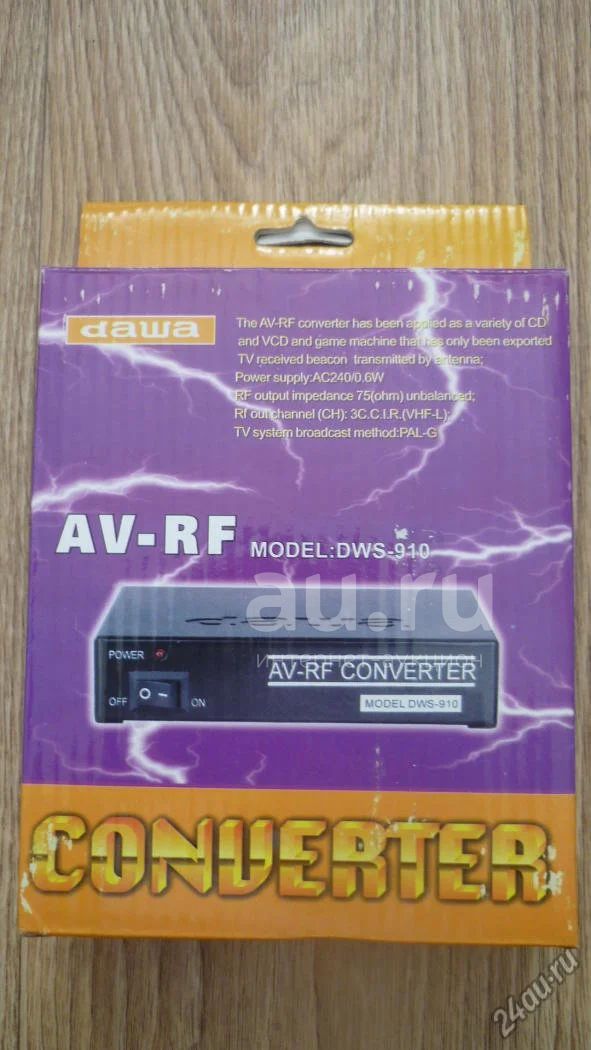 dawa
The AV-RF converter has been applied as a variety of CD
and VCD and game machine that has only been exported
TV received beacon transmitted by antenna;
Power supply:AC240/0.6W
RF output impedance 75(ohm) unbalanced;
Rf out channel (CH): 3C.C.I.R.(VHF-L);
TV system broadcast method:PAL-G
AV-RF MODEL:DWS-910
au.ru
интернет-аукцион
POWER
AV-RF CONVERTER
OFF O – ON
MODEL DWS-910
CONVERTER
24au.ru